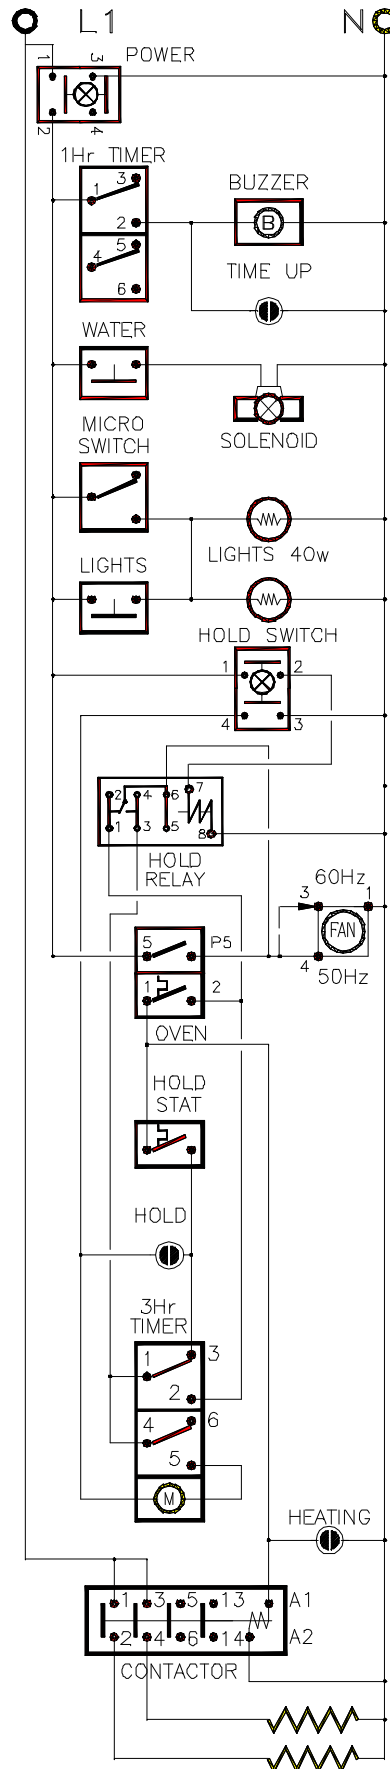 L1 N
1 3 POWER
2 4
1Hr TIMER
3
1
2
BUZZER
B
5
4
6
TIME UP
WATER
MICRO
SWITCH
SOLENOID
LIGHTS 40w
LIGHTS
HOLD SWITCH
1 2
4 3
2 4 6 7
1 3 5 8
HOLD
RELAY
60Hz
3 1
FAN
4
50Hz
5 P5
1 2
OVEN
HOLD
STAT
HOLD
3Hr
TIMER
1 3
2
4 6
5
M
HEATING
1 3 5 13 A1
2 4 6 14 A2
CONTACTOR